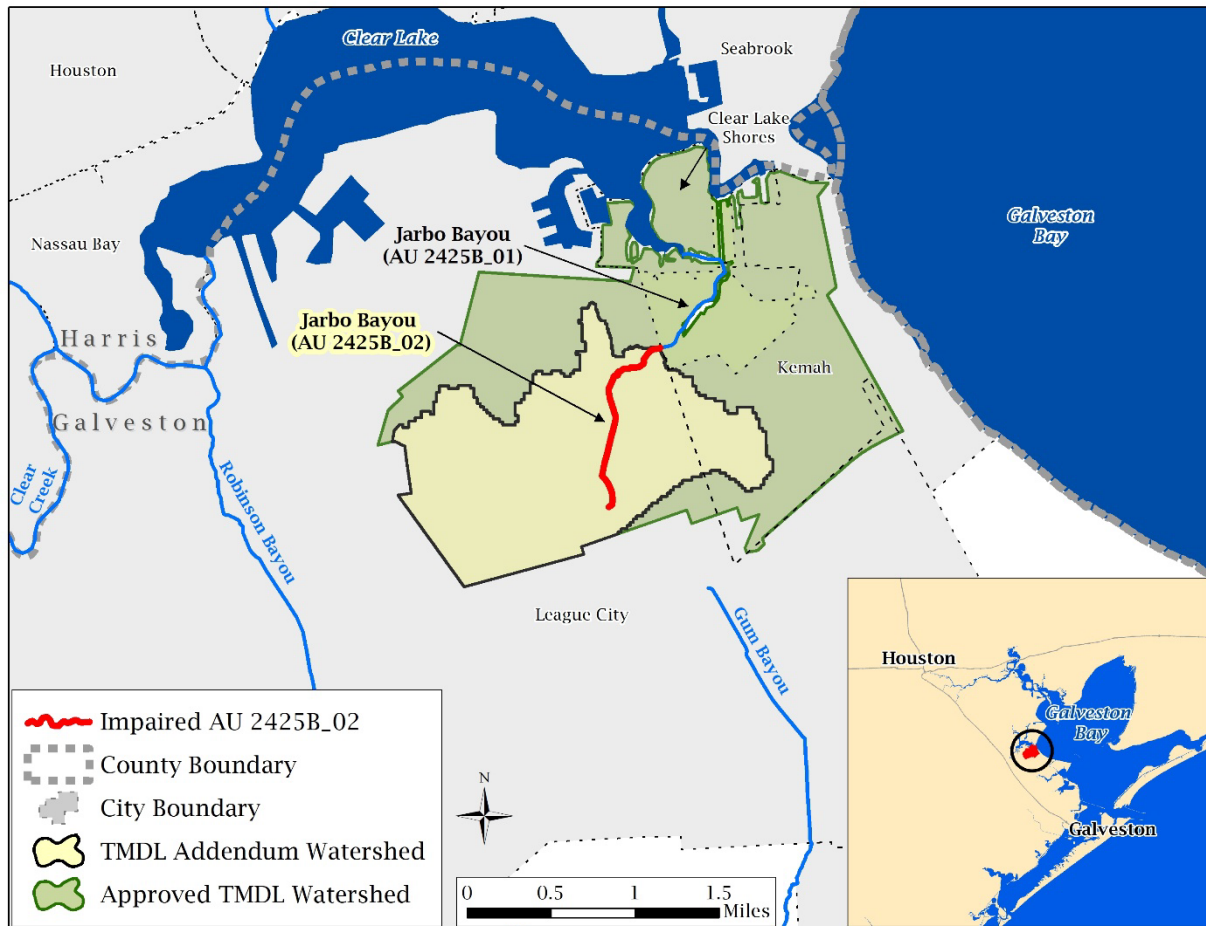 Clear Lake
Seabrook
Houston
Clear Lake
Shores
Nassau Bay
Jarbo Bayou
(AU 2425B_01)
Galveston
Bay
Jarbo Bayou
(AU 2425B_02)
Harris
Kemah
Galveston
Clear
Creek
Robinson Bayou
League City
Gum Bayou
Impaired AU 2425B_02
County Boundary
City Boundary
TMDL Addendum Watershed
Approved TMDL Watershed
N
0 0.5 1 1.5
Miles
Houston
Galveston
Bay
Galveston